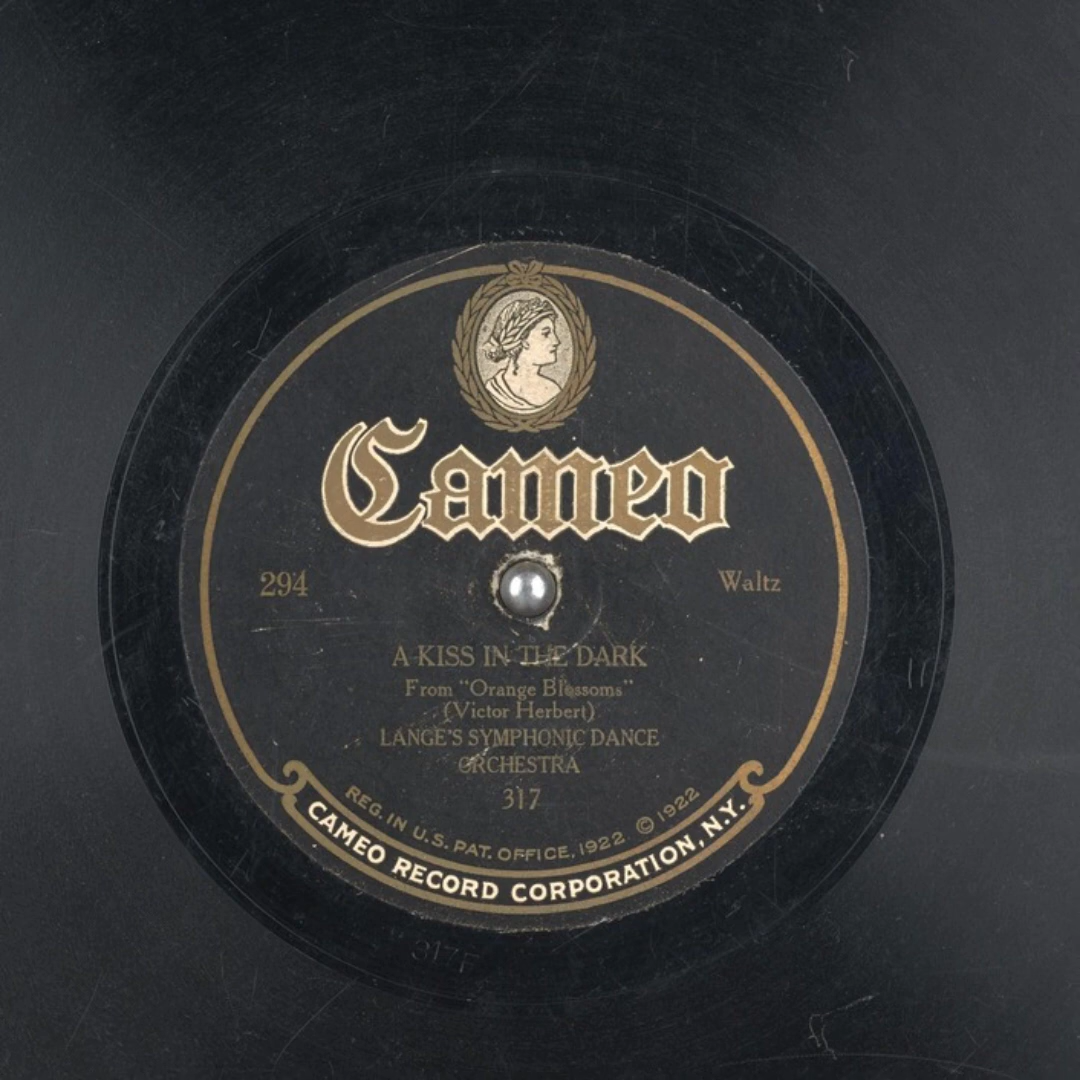 Cameo
294
Waltz
A KISS IN THE DARK
From "Orange Blossoms"
(Victor Herbert)
LANGE'S SYMPHONIC DANCE
ORCHESTRA
317
REG. IN U.S. PAT. OFFICE, 1922 © 1922
CAMEO RECORD CORPORATION, N.Y.
317F